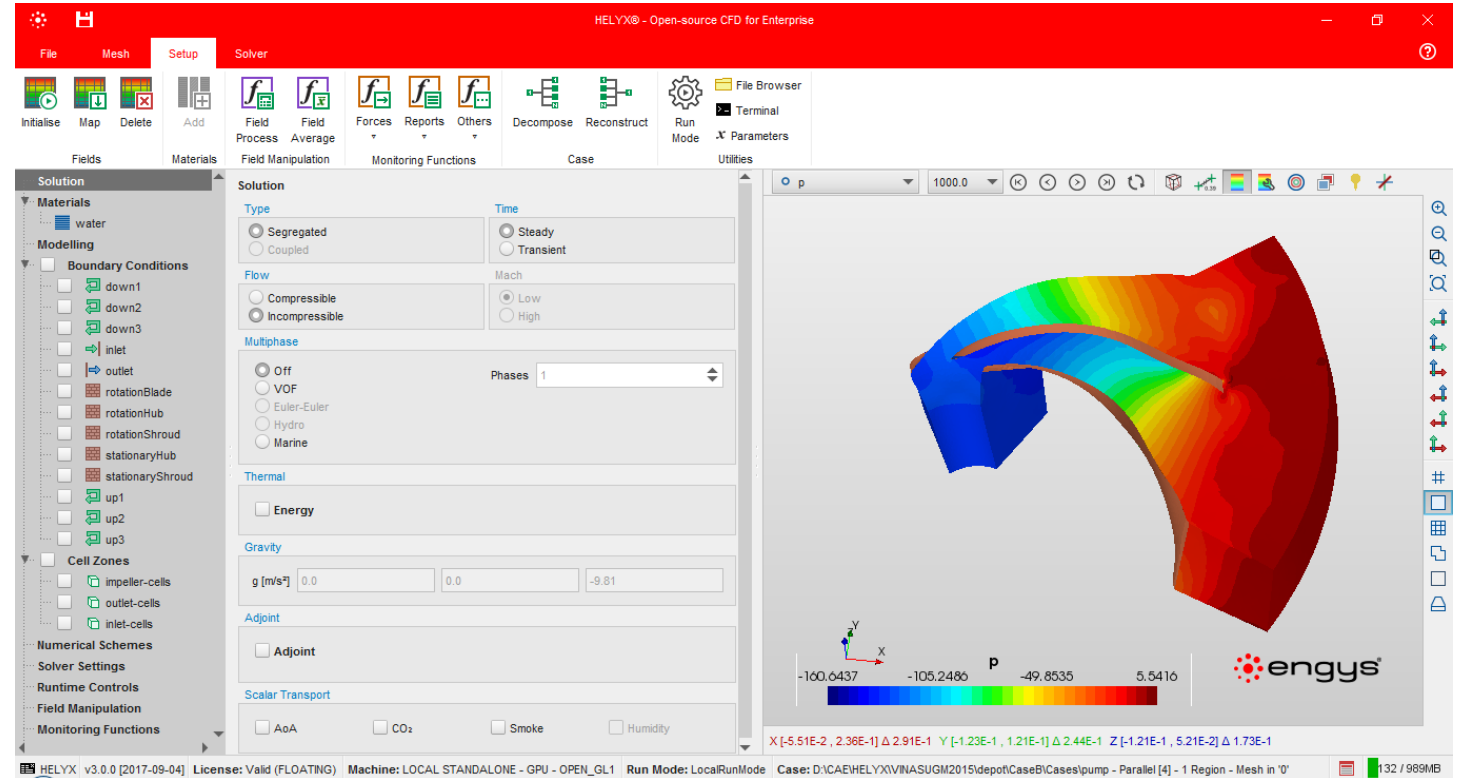 HELYX® - Open-source CFD for Enterprise
File Mesh Setup Solver
Initialise Map Delete Add Field Process Field Average Forces Reports Others Decompose Reconstruct Run Mode File Browser
Terminal
Parameters
Fields Materials Field Manipulation Monitoring Functions Case Utilities
Solution
Materials
water
Modelling
Boundary Conditions
down1
down2
down3
inlet
outlet
rotationBlade
rotationHub
rotationShroud
stationaryHub
stationaryShroud
up1
up2
up3
Cell Zones
impeller-cells
outlet-cells
inlet-cells
Numerical Schemes
Solver Settings
Runtime Controls
Field Manipulation
Monitoring Functions
Solution
Type Time
Segregated Steady
Coupled Transient
Flow Mach
Compressible Low
Incompressible High
Multiphase
Off Phases 1
VOF
Euler-Euler
Hydro
Marine
Thermal
Energy
Gravity
g [m/s²] 0.0 0.0 -9.81
Adjoint
Adjoint
Scalar Transport
AoA CO₂ Smoke Humidity
p 1000.0
Y
Z
X
p
-160.6437 -105.2486 -49.8535 5.5416
engys
X [-5.51E-2 , 2.36E-1] Δ 2.91E-1 Y [-1.23E-1 , 1.21E-1] Δ 2.44E-1 Z [-1.21E-1 , 5.21E-2] Δ 1.73E-1
HELYX v3.0.0 [2017-09-04] License: Valid (FLOATING) Machine: LOCAL STANDALONE - GPU - OPEN_GL1 Run Mode: LocalRunMode Case: D:\CAE\HELYX\VINASUGM2015\depot\CaseB\Cases\pump - Parallel [4] - 1 Region - Mesh in '0' 132 / 989MB